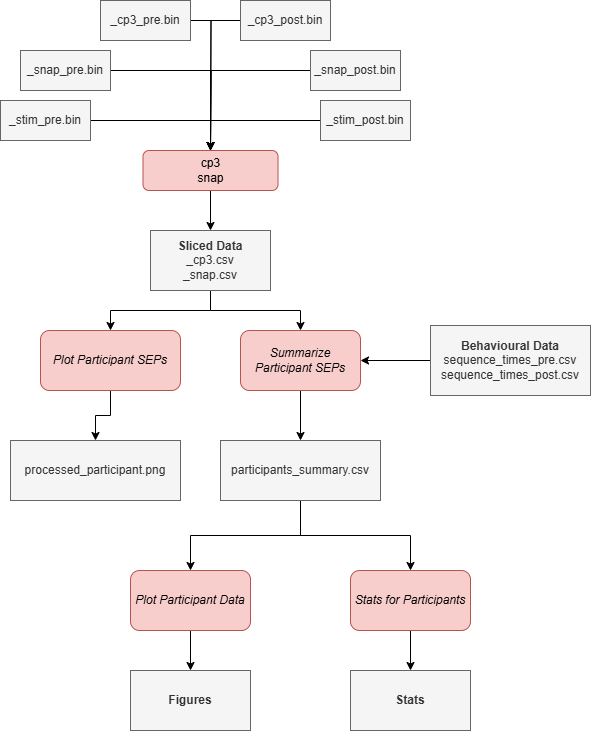 _cp3_pre.bin
_cp3_post.bin
_snap_pre.bin
_snap_post.bin
_stim_pre.bin
_stim_post.bin
cp3
snap
Sliced Data
_cp3.csv
_snap.csv
Plot Participant SEPs
Summarize
Participant SEPs
Behavioural Data
sequence_times_pre.csv
sequence_times_post.csv
processed_participant.png
participants_summary.csv
Plot Participant Data
Stats for Participants
Figures
Stats